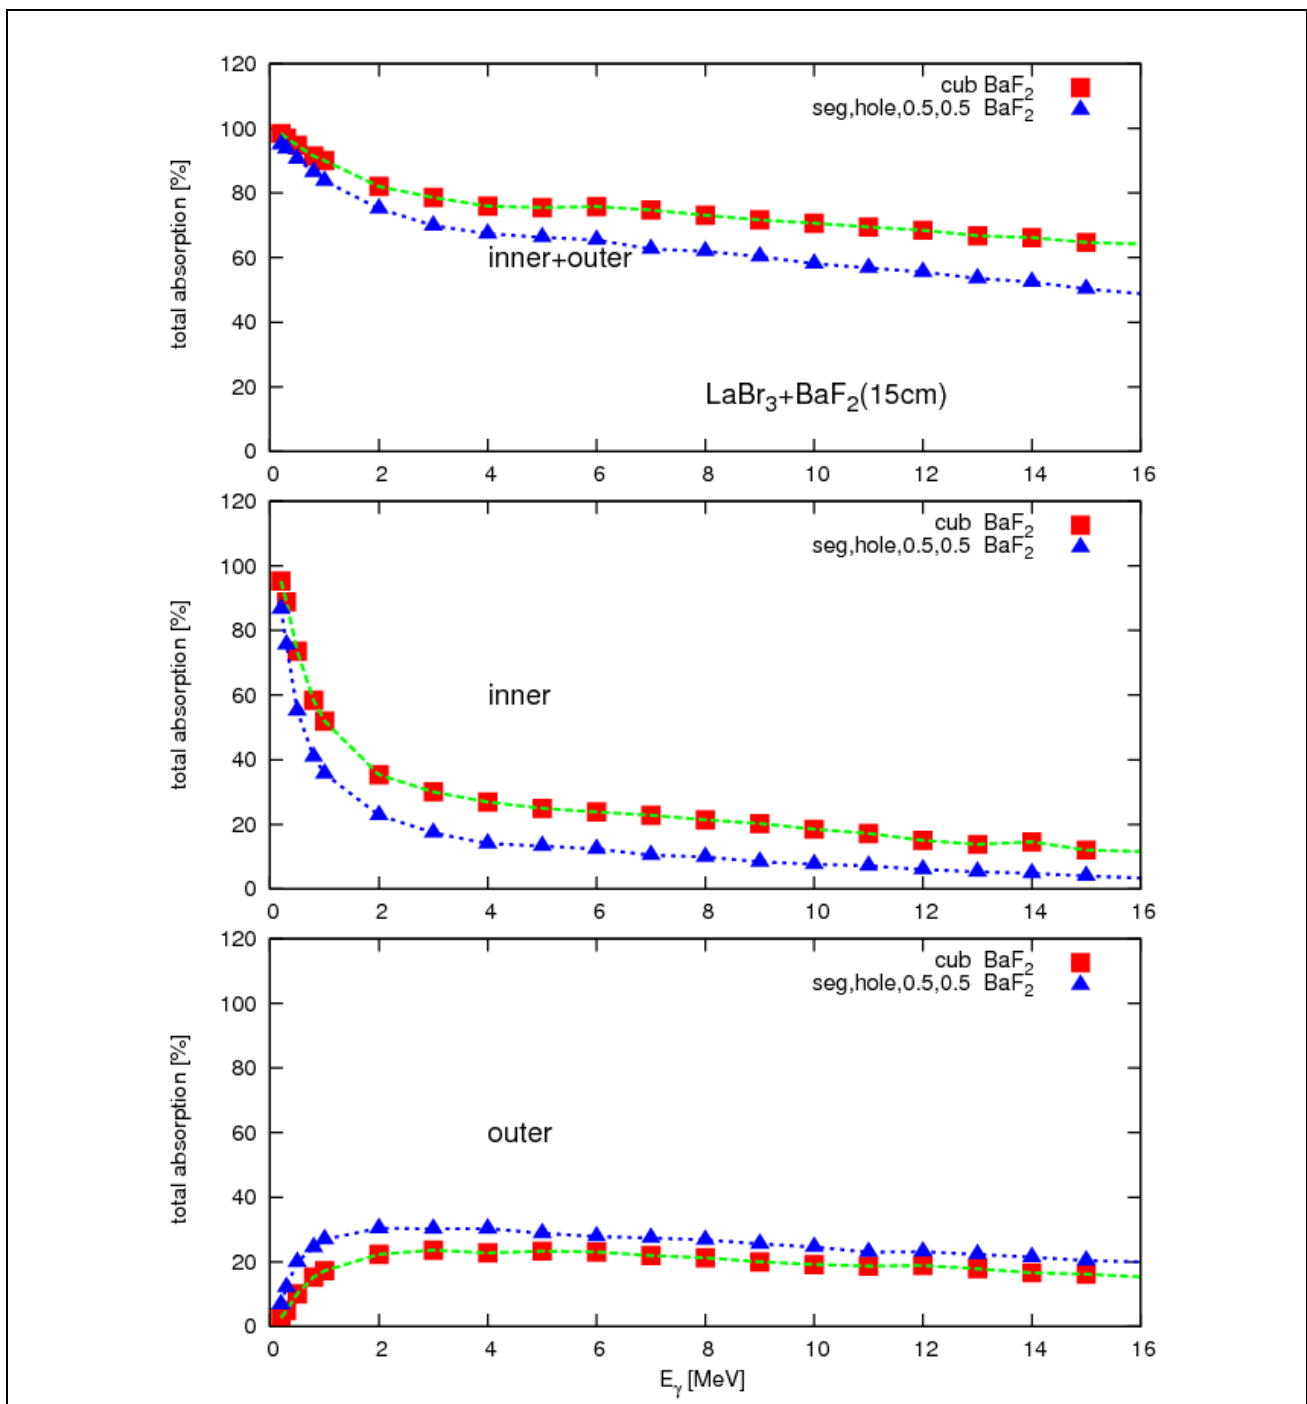 120
100
80
60
40
20
0
total absorption [%]
cub BaF2
seg,hole,0.5,0.5 BaF2
inner+outer
LaBr3+BaF2(15cm)
0 2 4 6 8 10 12 14 16
120
100
80
60
40
20
0
total absorption [%]
cub BaF2
seg,hole,0.5,0.5 BaF2
inner
0 2 4 6 8 10 12 14 16
120
100
80
60
40
20
0
total absorption [%]
cub BaF2
seg,hole,0.5,0.5 BaF2
outer
0 2 4 6 8 10 12 14 16
Eγ [MeV]